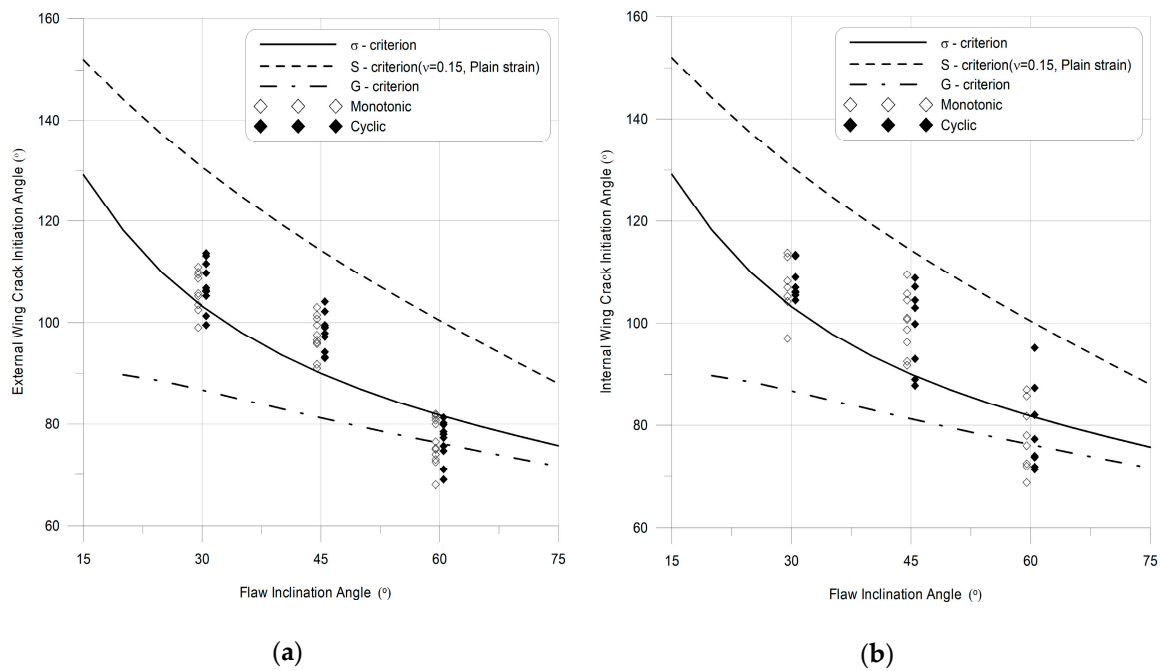 160
140
120
100
80
60
15
30
45
60
75
External Wing Crack Initiation Angle (°)
Flaw Inclination Angle (°)
σ - criterion
S - criterion(ν=0.15, Plain strain)
G - criterion
Monotonic
Cyclic
(a)
160
140
120
100
80
60
15
30
45
60
75
Internal Wing Crack Initiation Angle (°)
Flaw Inclination Angle (°)
σ - criterion
S - criterion(ν=0.15, Plain strain)
G - criterion
Monotonic
Cyclic
(b)